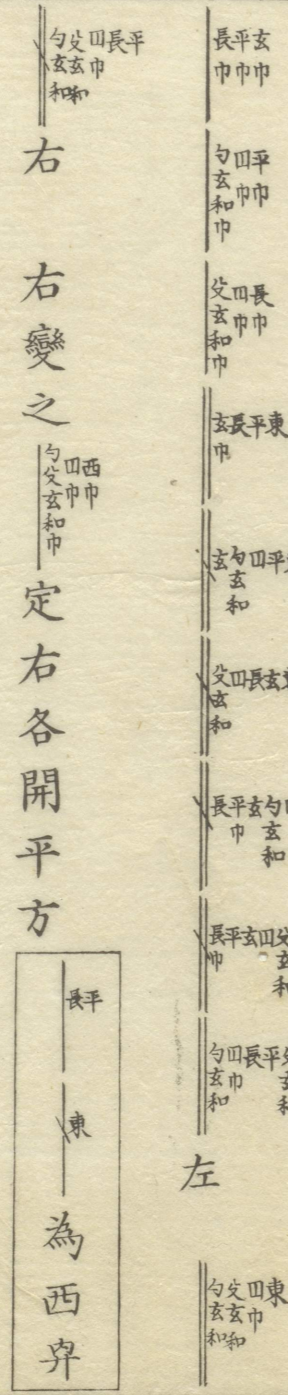 玄巾 平巾 長巾
平巾 四巾 勾玄和巾
長巾 四巾 殳玄和巾
東 平 長 玄巾
平 四 勾玄和 玄
玄 長 四 殳玄和
勾玄和 玄 平巾 長
四 玄 平 長巾
平 長 四巾 勾玄和
左
東 四巾 殳玄和 勾玄和
平 長 四巾 殳玄和 勾玄和
右
右變之 西巾 四巾 勾殳玄和巾 定右各開平方 平長 東 為西